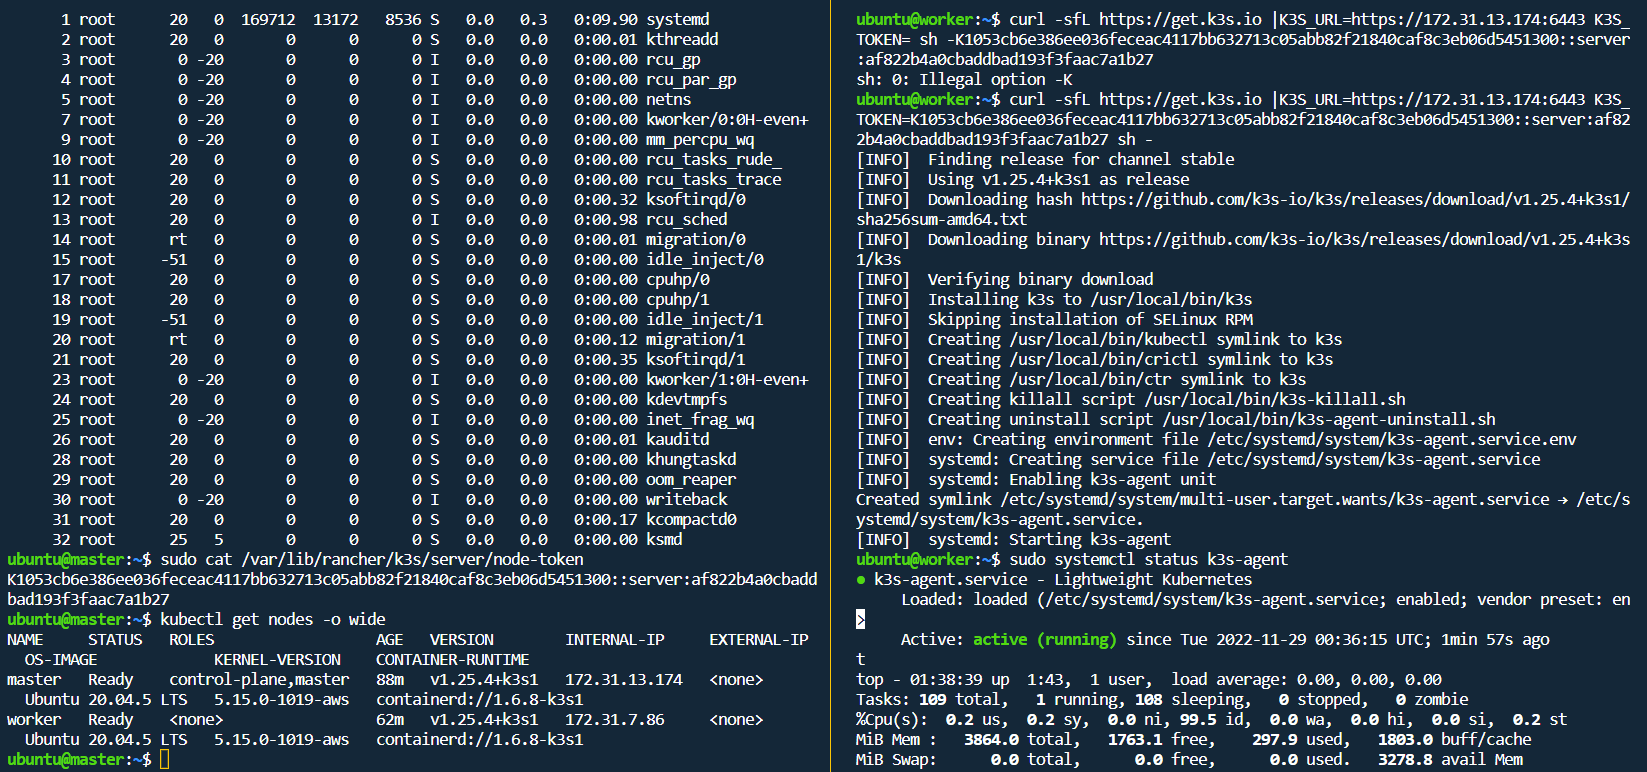 1 root 20 0 169712 13172 8536 S 0.0 0.3 0:09.90 systemd
2 root 20 0 0 0 0 S 0.0 0.0 0:00.01 kthreadd
3 root 0 -20 0 0 0 I 0.0 0.0 0:00.00 rcu_gp
4 root 0 -20 0 0 0 I 0.0 0.0 0:00.00 rcu_par_gp
5 root 0 -20 0 0 0 I 0.0 0.0 0:00.00 netns
7 root 0 -20 0 0 0 I 0.0 0.0 0:00.00 kworker/0:0H-even+
9 root 0 -20 0 0 0 I 0.0 0.0 0:00.00 mm_percpu_wq
10 root 20 0 0 0 0 S 0.0 0.0 0:00.00 rcu_tasks_rude_
11 root 20 0 0 0 0 S 0.0 0.0 0:00.00 rcu_tasks_trace
12 root 20 0 0 0 0 S 0.0 0.0 0:00.32 ksoftirqd/0
13 root 20 0 0 0 0 I 0.0 0.0 0:00.98 rcu_sched
14 root rt 0 0 0 0 S 0.0 0.0 0:00.01 migration/0
15 root -51 0 0 0 0 S 0.0 0.0 0:00.00 idle_inject/0
17 root 20 0 0 0 0 S 0.0 0.0 0:00.00 cpuhp/0
18 root 20 0 0 0 0 S 0.0 0.0 0:00.00 cpuhp/1
19 root -51 0 0 0 0 S 0.0 0.0 0:00.00 idle_inject/1
20 root rt 0 0 0 0 S 0.0 0.0 0:00.12 migration/1
21 root 20 0 0 0 0 S 0.0 0.0 0:00.35 ksoftirqd/1
23 root 0 -20 0 0 0 I 0.0 0.0 0:00.00 kworker/1:0H-even+
24 root 20 0 0 0 0 S 0.0 0.0 0:00.00 kdevtmpfs
25 root 0 -20 0 0 0 I 0.0 0.0 0:00.00 inet_frag_wq
26 root 20 0 0 0 0 S 0.0 0.0 0:00.01 kauditd
28 root 20 0 0 0 0 S 0.0 0.0 0:00.00 khungtaskd
29 root 20 0 0 0 0 S 0.0 0.0 0:00.00 oom_reaper
30 root 0 -20 0 0 0 I 0.0 0.0 0:00.00 writeback
31 root 20 0 0 0 0 S 0.0 0.0 0:00.17 kcompactd0
32 root 25 5 0 0 0 S 0.0 0.0 0:00.00 ksmd
ubuntu@master:~$ sudo cat /var/lib/rancher/k3s/server/node-token
K1053cb6e386ee036feceac4117bb632713c05abb82f21840caf8c3eb06d5451300::server:af822b4a0cbadd
bad193f3faac7a1b27
ubuntu@master:~$ kubectl get nodes -o wide
NAME STATUS ROLES AGE VERSION INTERNAL-IP EXTERNAL-IP
OS-IMAGE KERNEL-VERSION CONTAINER-RUNTIME
master Ready control-plane,master 88m v1.25.4+k3s1 172.31.13.174 <none>
Ubuntu 20.04.5 LTS 5.15.0-1019-aws containerd://1.6.8-k3s1
worker Ready <none> 62m v1.25.4+k3s1 172.31.7.86 <none>
Ubuntu 20.04.5 LTS 5.15.0-1019-aws containerd://1.6.8-k3s1
ubuntu@master:~$
ubuntu@worker:~$ curl -sfL https://get.k3s.io |K3S_URL=https://172.31.13.174:6443 K3S_
TOKEN= sh -K1053cb6e386ee036feceac4117bb632713c05abb82f21840caf8c3eb06d5451300::server
:af822b4a0cbaddbad193f3faac7a1b27
sh: 0: Illegal option -K
ubuntu@worker:~$ curl -sfL https://get.k3s.io |K3S_URL=https://172.31.13.174:6443 K3S_
TOKEN=K1053cb6e386ee036feceac4117bb632713c05abb82f21840caf8c3eb06d5451300::server:af82
2b4a0cbaddbad193f3faac7a1b27 sh -
[INFO]  Finding release for channel stable
[INFO]  Using v1.25.4+k3s1 as release
[INFO]  Downloading hash https://github.com/k3s-io/k3s/releases/download/v1.25.4+k3s1/
sha256sum-amd64.txt
[INFO]  Downloading binary https://github.com/k3s-io/k3s/releases/download/v1.25.4+k3s
1/k3s
[INFO]  Verifying binary download
[INFO]  Installing k3s to /usr/local/bin/k3s
[INFO]  Skipping installation of SELinux RPM
[INFO]  Creating /usr/local/bin/kubectl symlink to k3s
[INFO]  Creating /usr/local/bin/crictl symlink to k3s
[INFO]  Creating /usr/local/bin/ctr symlink to k3s
[INFO]  Creating killall script /usr/local/bin/k3s-killall.sh
[INFO]  Creating uninstall script /usr/local/bin/k3s-agent-uninstall.sh
[INFO]  env: Creating environment file /etc/systemd/system/k3s-agent.service.env
[INFO]  systemd: Creating service file /etc/systemd/system/k3s-agent.service
[INFO]  systemd: Enabling k3s-agent unit
Created symlink /etc/systemd/system/multi-user.target.wants/k3s-agent.service → /etc/s
ystemd/system/k3s-agent.service.
[INFO]  systemd: Starting k3s-agent
ubuntu@worker:~$ sudo systemctl status k3s-agent
● k3s-agent.service - Lightweight Kubernetes
Loaded: loaded (/etc/systemd/system/k3s-agent.service; enabled; vendor preset: en
>
Active: active (running) since Tue 2022-11-29 00:36:15 UTC; 1min 57s ago
t
top - 01:38:39 up  1:43,  1 user,  load average: 0.00, 0.00, 0.00
Tasks: 109 total,   1 running, 108 sleeping,   0 stopped,   0 zombie
%Cpu(s):  0.2 us,  0.2 sy,  0.0 ni, 99.5 id,  0.0 wa,  0.0 hi,  0.0 si,  0.2 st
MiB Mem :   3864.0 total,   1763.1 free,    297.9 used,   1803.0 buff/cache
MiB Swap:      0.0 total,      0.0 free,      0.0 used.   3278.8 avail Mem